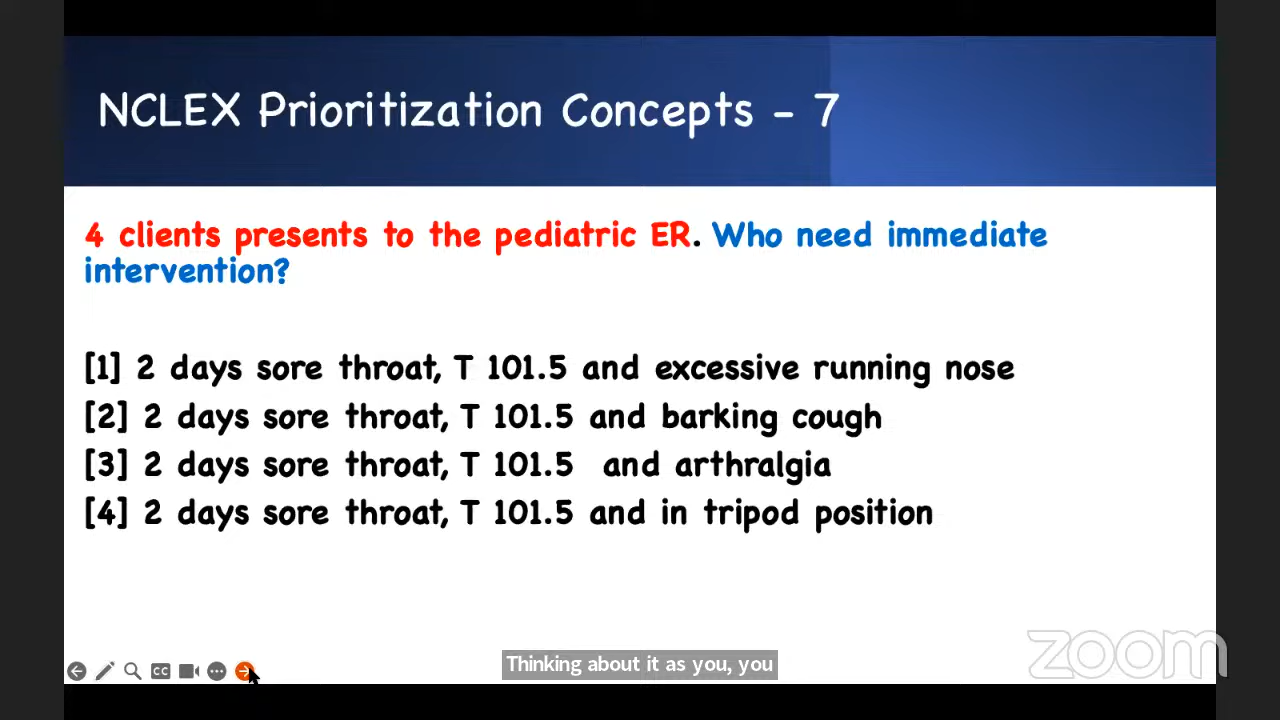 NCLEX Prioritization Concepts - 7
4 clients presents to the pediatric ER. Who need immediate
intervention?
[1] 2 days sore throat, T 101.5 and excessive running nose
[2] 2 days sore throat, T 101.5 and barking cough
[3] 2 days sore throat, T 101.5 and arthralgia
[4] 2 days sore throat, T 101.5 and in tripod position
zoom
CC
Thinking about it as you, you